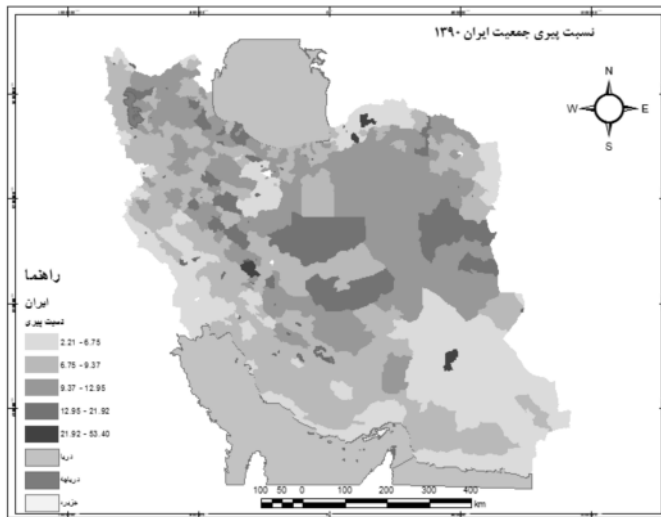 نسبت پیری جمعیت ایران ۱۳۹۰
N
W E
S
راهنما
ایران
نسبت پیری
2.21 - 6.75
6.75 - 9.37
9.37 - 12.95
12.95 - 21.92
21.92 - 53.40
دریا
دریاچه
جزیره
100 50 0 100 200 300 400
km